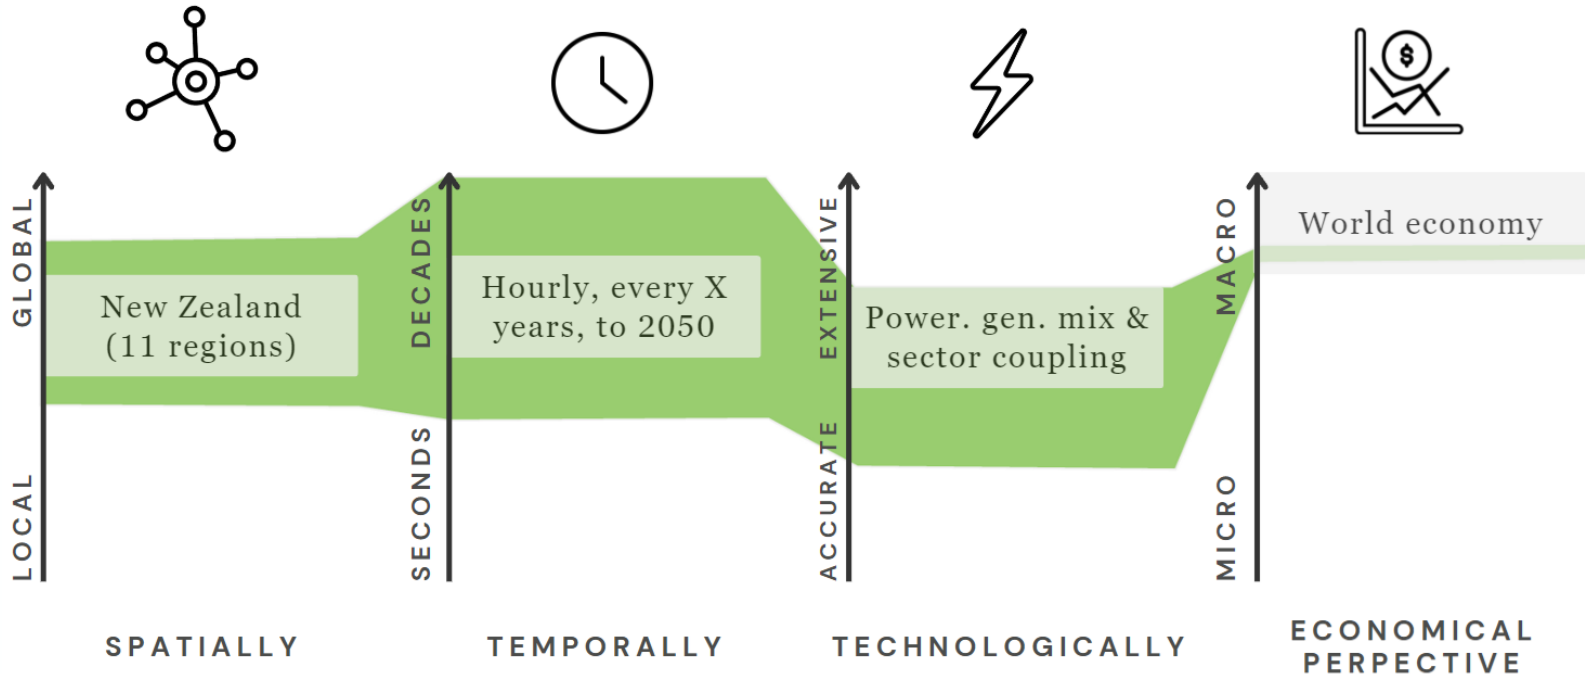 $
GLOBAL
LOCAL
New Zealand
(11 regions)
SPATIALLY
DECADES
SECONDS
Hourly, every X
years, to 2050
TEMPORALLY
EXTENSIVE
ACCURATE
Power. gen. mix &
sector coupling
TECHNOLOGICALLY
MACRO
MICRO
World economy
ECONOMICAL
PERPECTIVE